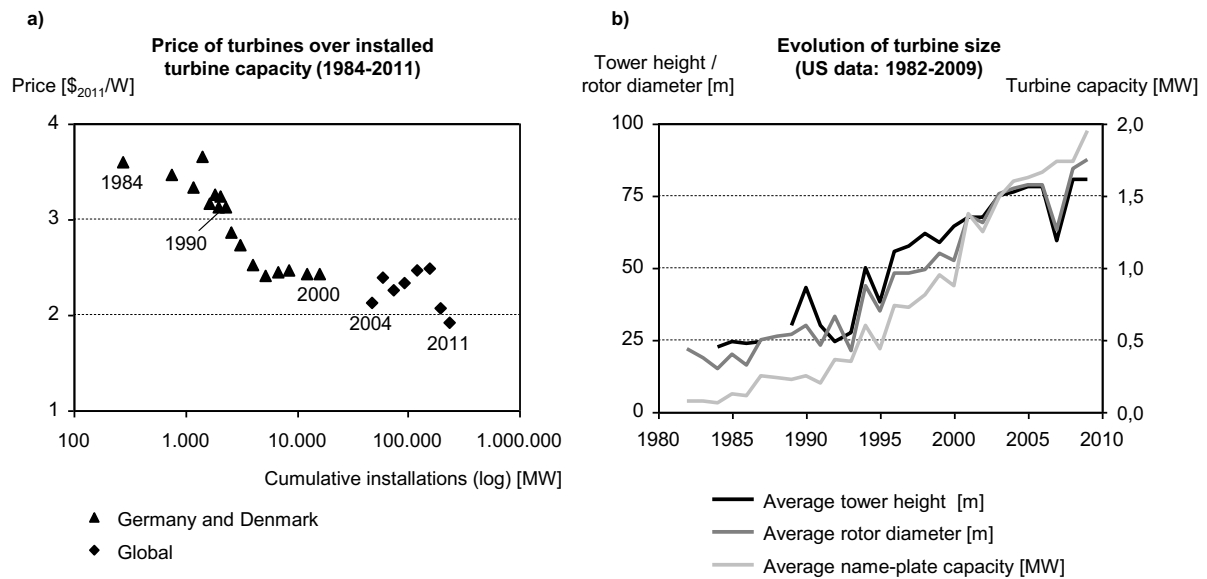 a)
Price of turbines over installed
turbine capacity (1984-2011)
Price [$2011/W]
4
3
2
1
1984
1990
2000
2004
2011
100
1.000
10.000
100.000
1.000.000
Cumulative installations (log) [MW]
Germany and Denmark
Global
b)
Evolution of turbine size
(US data: 1982-2009)
Tower height /
rotor diameter [m]
Turbine capacity [MW]
100
75
50
25
0
2,0
1,5
1,0
0,5
0,0
1980
1985
1990
1995
2000
2005
2010
Average tower height [m]
Average rotor diameter [m]
Average name-plate capacity [MW]